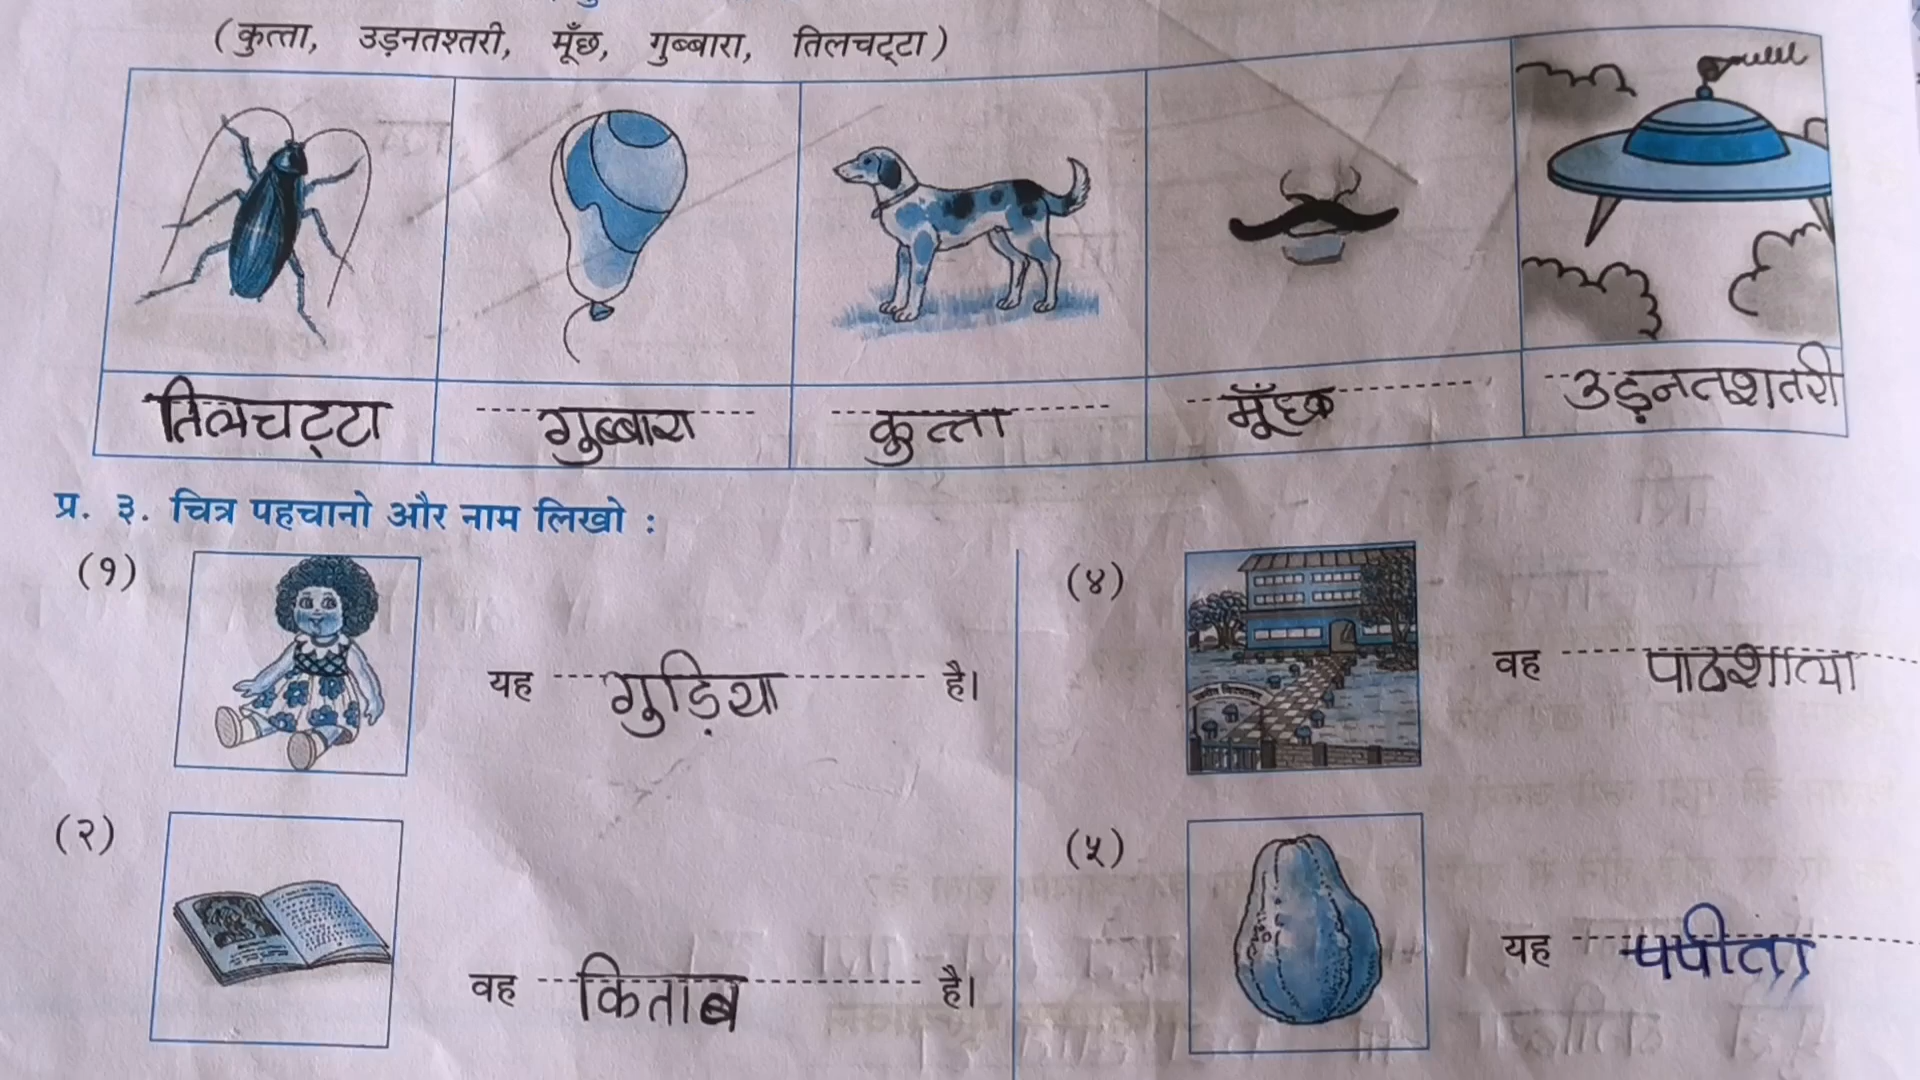 (कुत्ता, उड़नतश्तरी, मूँछ, गुब्बारा, तिलचट्टा)
तिलचट्टा गुब्बारा कुत्ता मूँछ उड़नतशतरी
प्र. ३. चित्र पहचानो और नाम लिखो :
(१) यह गुड़िया है।
(२) वह किताब है।
(४) वह पाठशाला
(५) यह पपीता